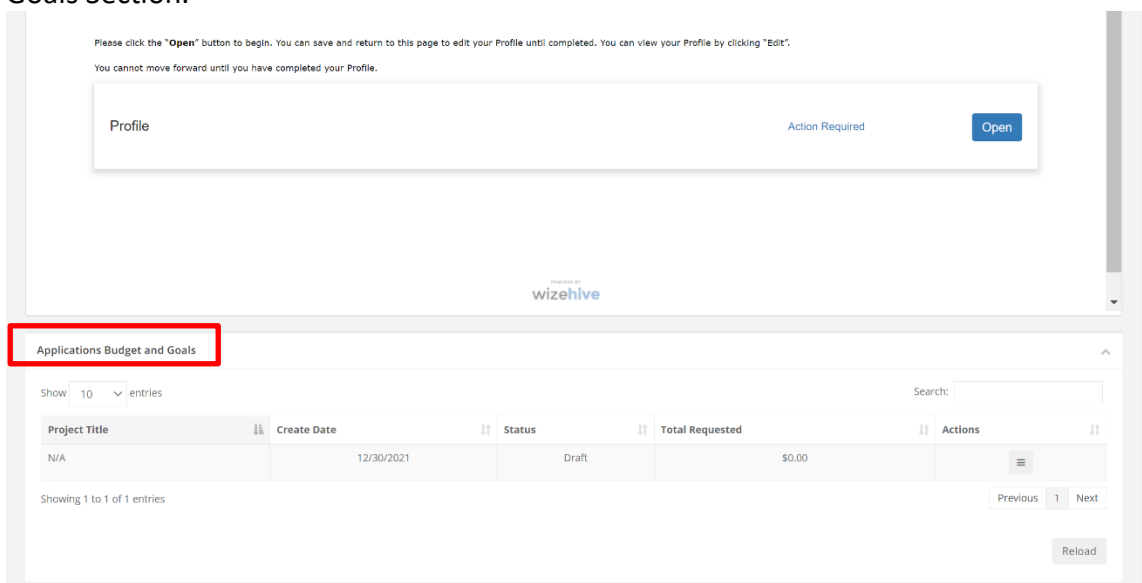 Goals Section.
Please click the "Open" button to begin. You can save and return to this page to edit your Profile until completed. You can view your Profile by clicking "Edit".
You cannot move forward until you have completed your Profile.
Profile Action Required Open
POWERED BY
wizehive
Applications Budget and Goals
Show 10 entries Search:
Project Title Create Date Status Total Requested Actions
N/A 12/30/2021 Draft $0.00
Showing 1 to 1 of 1 entries Previous 1 Next
Reload